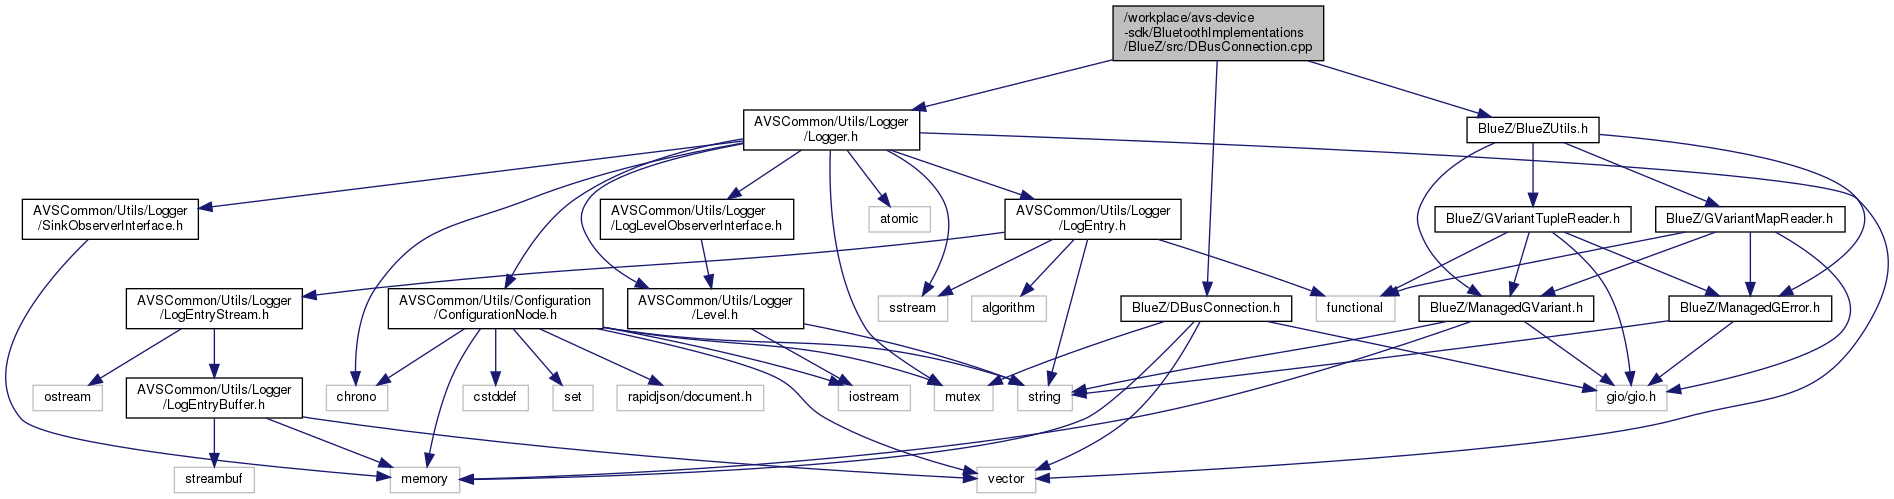 /workplace/avs-device
-sdk/BluetoothImplementations
/BlueZ/src/DBusConnection.cpp
AVSCommon/Utils/Logger
/Logger.h
BlueZ/BlueZUtils.h
AVSCommon/Utils/Logger
/SinkObserverInterface.h
AVSCommon/Utils/Logger
/LogLevelObserverInterface.h
atomic
AVSCommon/Utils/Logger
/LogEntry.h
BlueZ/GVariantTupleReader.h
BlueZ/GVariantMapReader.h
AVSCommon/Utils/Logger
/LogEntryStream.h
AVSCommon/Utils/Configuration
/ConfigurationNode.h
AVSCommon/Utils/Logger
/Level.h
sstream
algorithm
BlueZ/DBusConnection.h
functional
BlueZ/ManagedGVariant.h
BlueZ/ManagedGError.h
ostream
AVSCommon/Utils/Logger
/LogEntryBuffer.h
chrono
cstddef
set
rapidjson/document.h
iostream
mutex
string
gio/gio.h
streambuf
memory
vector